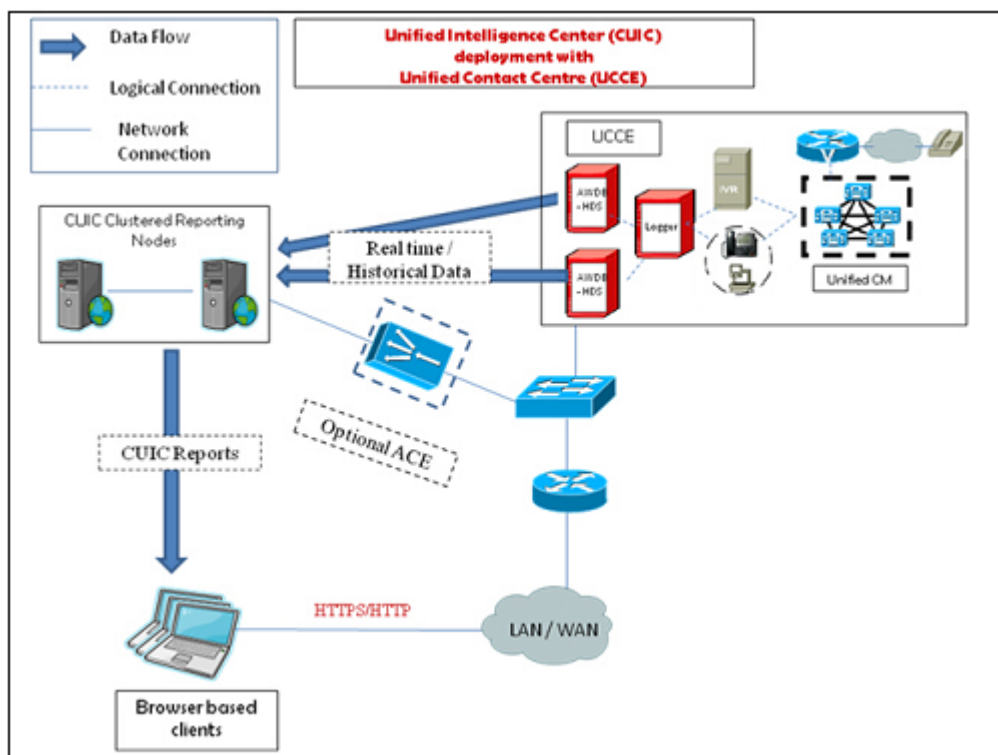 Data Flow
Logical Connection
Network
Connection
Unified Intelligence Center (CUIC)
deployment with
Unified Contact Centre (UCCE)
UCCE
AWDB
-HDS
Logger
IVR
AWDB
-HDS
Unified CM
CUIC Clustered Reporting
Nodes
Real time /
Historical Data
Optional ACE
CUIC Reports
HTTPS/HTTP
LAN / WAN
Browser based
clients